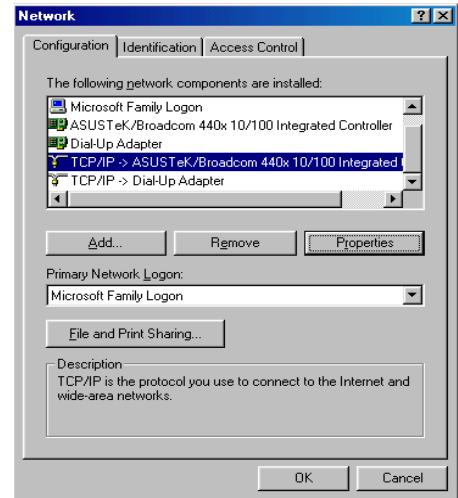 Network
Configuration Identification Access Control
The following network components are installed:
Microsoft Family Logon
ASUSTeK/Broadcom 440x 10/100 Integrated Controller
Dial-Up Adapter
TCP/IP -> ASUSTeK/Broadcom 440x 10/100 Integrated
TCP/IP -> Dial-Up Adapter
Add... Remove Properties
Primary Network Logon:
Microsoft Family Logon
File and Print Sharing...
Description
TCP/IP is the protocol you use to connect to the Internet and
wide-area networks.
OK Cancel